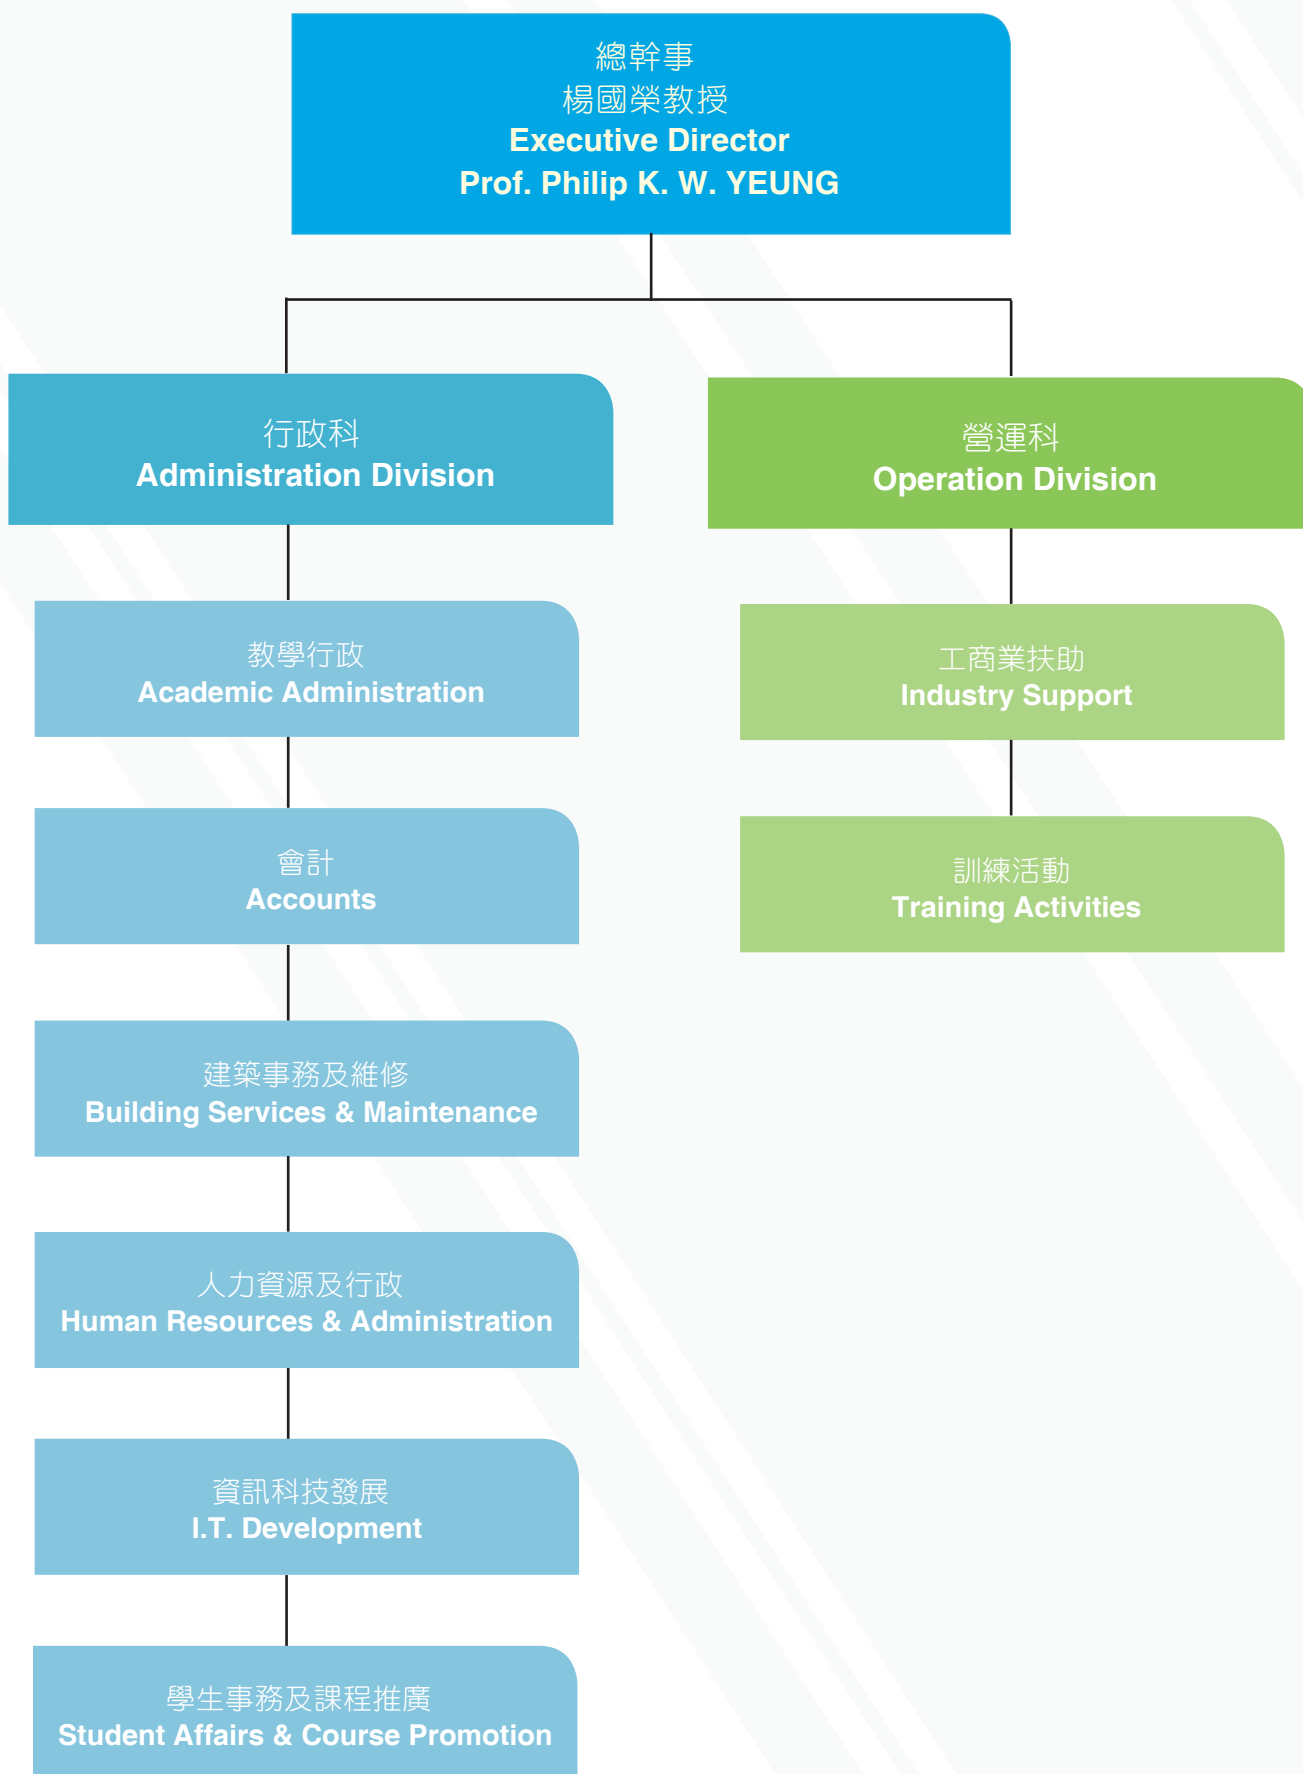 總幹事
楊國榮教授
Executive Director
Prof. Philip K. W. YEUNG
行政科
Administration Division
營運科
Operation Division
教學行政
Academic Administration
工商業扶助
Industry Support
會計
Accounts
訓練活動
Training Activities
建築事務及維修
Building Services & Maintenance
人力資源及行政
Human Resources & Administration
資訊科技發展
I.T. Development
學生事務及課程推廣
Student Affairs & Course Promotion